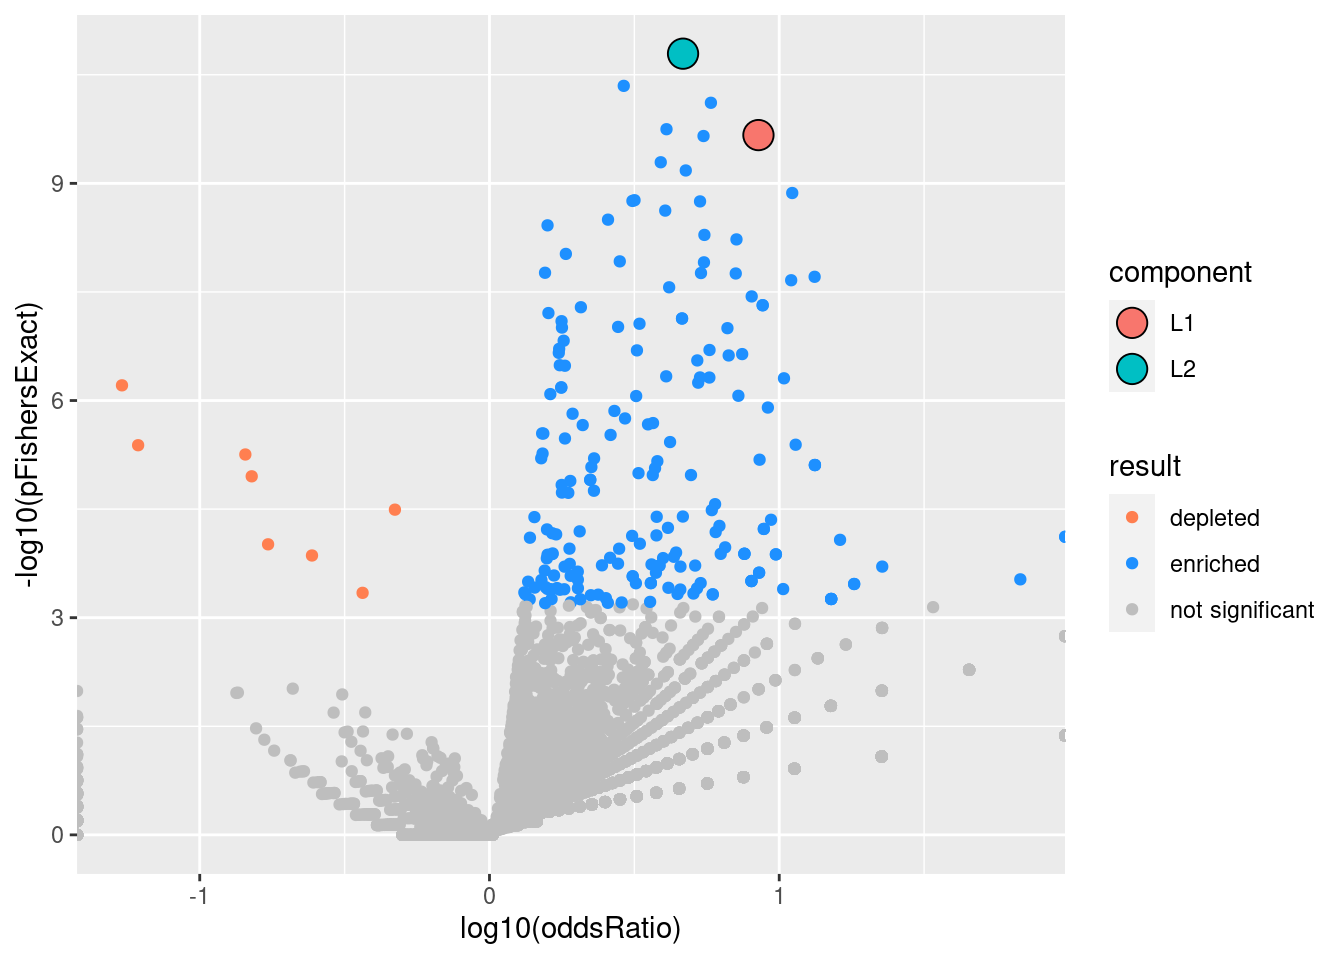 -log10(pFishersExact)
9
6
3
0
-1
0
1
log10(oddsRatio)
component
L1
L2
result
depleted
enriched
not significant